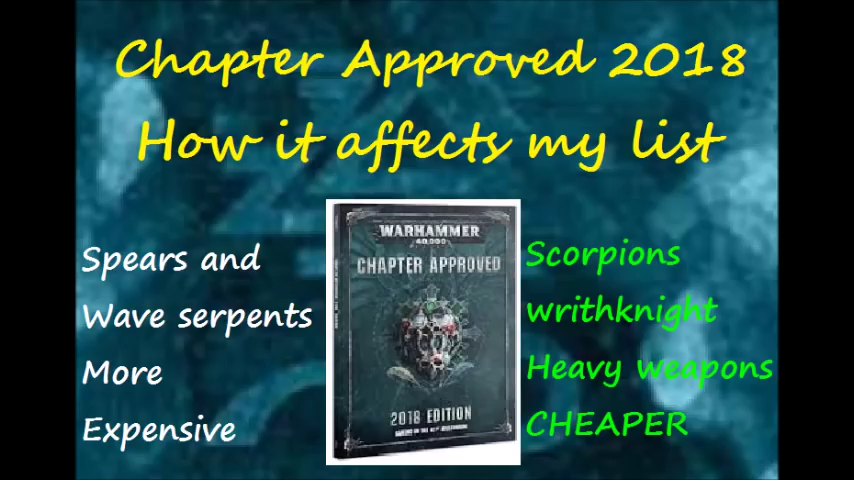 Chapter Approved 2018
How it affects my list
Spears and
Wave serpents
More
Expensive
WARHAMMER
40,000
CHAPTER APPROVED
2018 EDITION
Scorpions
writhknight
Heavy weapons
CHEAPER